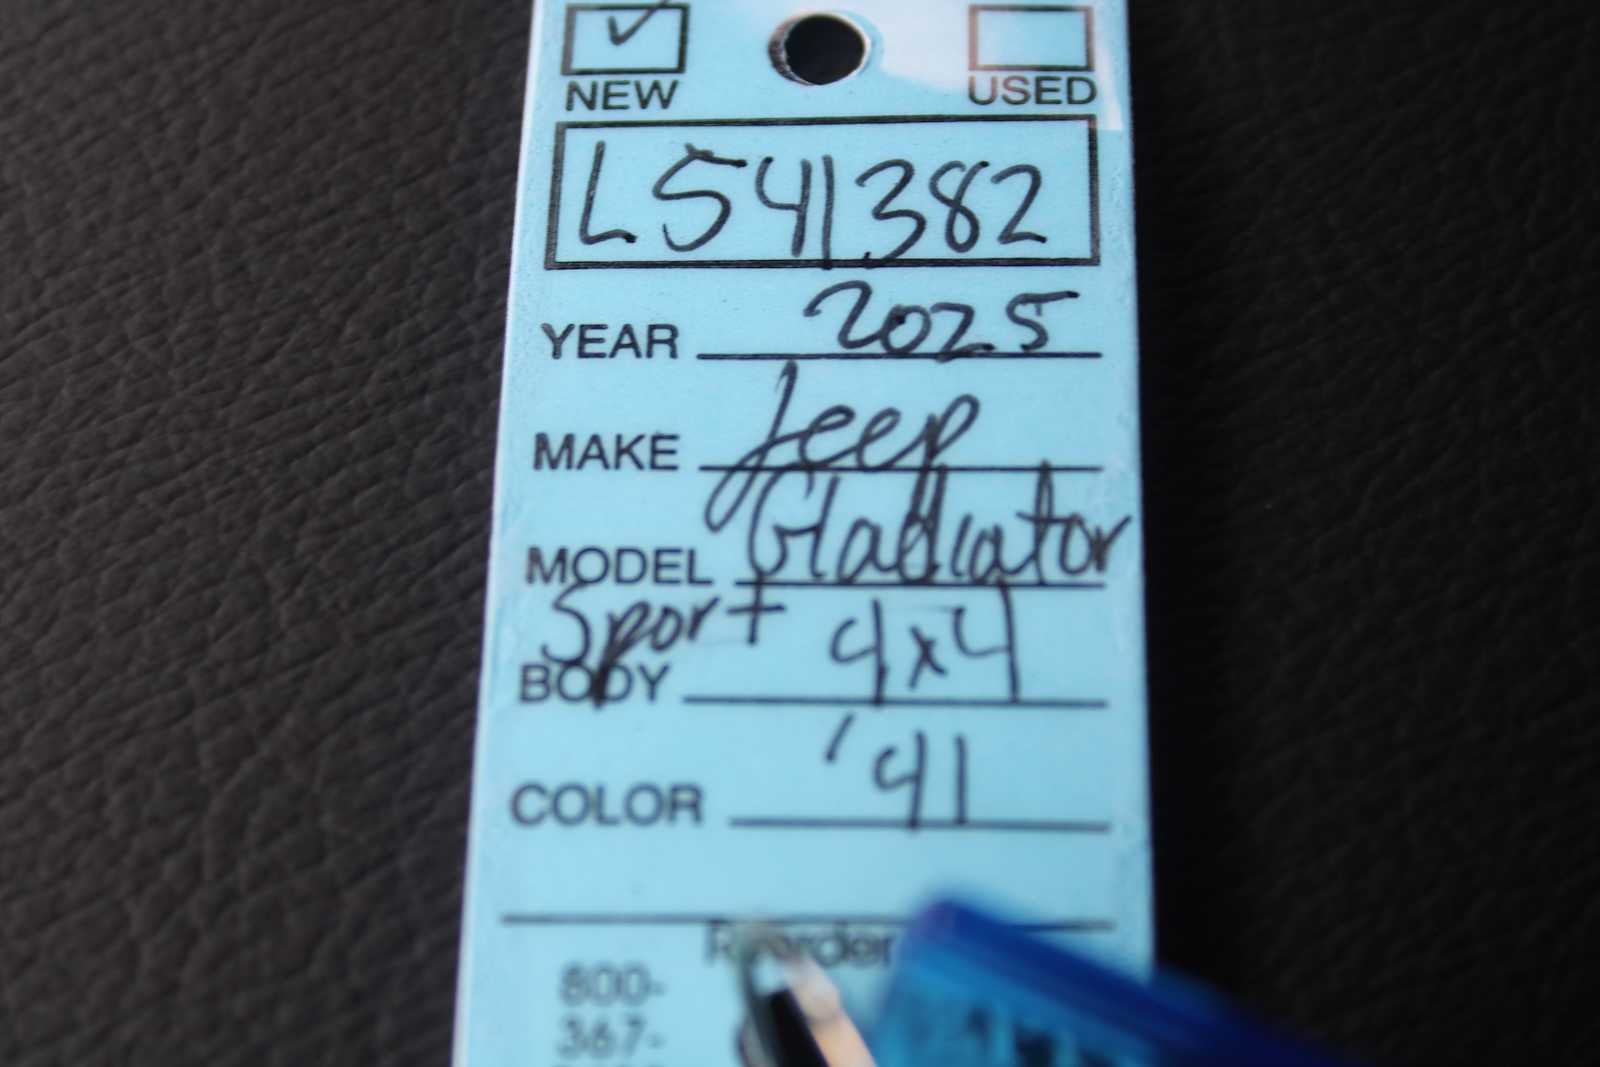 NEW USED
L541382
YEAR 2025
MAKE Jeep
MODEL Gladiator
Sport
BODY 4x4
COLOR '41
Reorder
800-
367-